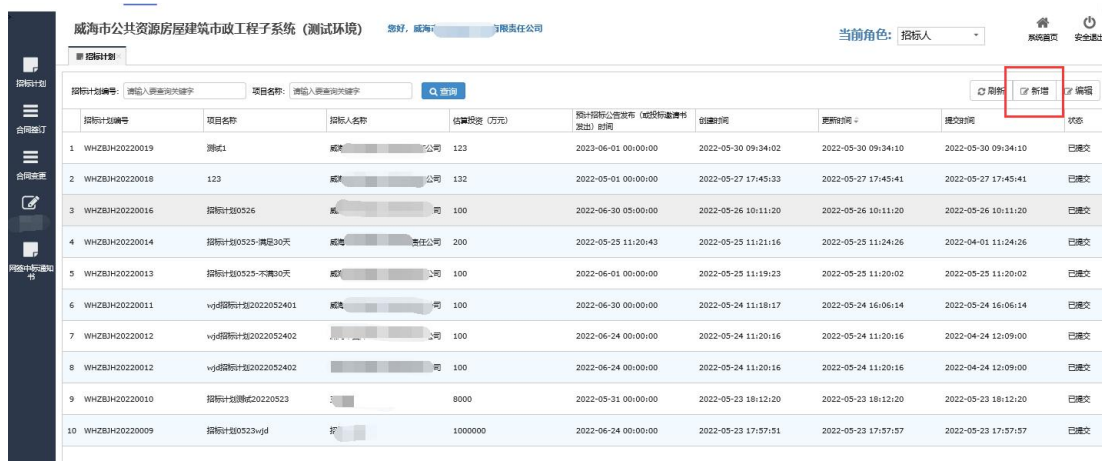 威海市公共资源房屋建筑市政工程子系统（测试环境） 您好，威海 有限责任公司 当前角色: 招标人 系统首页 安全退出
招标计划
招标计划
合同签订
合同变更
网签中标通知书
招标计划编号: 请输入要查询关键字 项目名称: 请输入要查询关键字 查询 刷新 新增 编辑
招标计划编号 项目名称 招标人名称 估算投资（万元） 预计招标公告发布（或投标邀请书发出）时间 创建时间 更新时间 提交时间 状态
1 WHZBJH20220019 测试1 威海 公司 123 2023-06-01 00:00:00 2022-05-30 09:34:02 2022-05-30 09:34:10 2022-05-30 09:34:10 已提交
2 WHZBJH20220018 123 威海 公司 132 2022-05-01 00:00:00 2022-05-27 17:45:33 2022-05-27 17:45:41 2022-05-27 17:45:41 已提交
3 WHZBJH20220016 招标计划0526 司 100 2022-06-30 05:00:00 2022-05-26 10:11:20 2022-05-26 10:11:20 2022-05-26 10:11:20 已提交
4 WHZBJH20220014 招标计划0525-满足30天 威海 责任公司 200 2022-05-25 11:20:43 2022-05-25 11:21:16 2022-05-25 11:24:26 2022-04-01 11:24:26 已提交
5 WHZBJH20220013 招标计划0525-不满30天 威海 公司 100 2022-06-01 00:00:00 2022-05-25 11:19:23 2022-05-25 11:20:02 2022-05-25 11:20:02 已提交
6 WHZBJH20220011 wjd招标计划2022052401 威海 司 100 2022-06-30 00:00:00 2022-05-24 11:18:17 2022-05-24 16:06:14 2022-05-24 16:06:14 已提交
7 WHZBJH20220012 wjd招标计划2022052402 公司 100 2022-06-24 00:00:00 2022-05-24 11:20:16 2022-05-24 11:20:16 2022-04-24 12:09:00 已提交
8 WHZBJH20220012 wjd招标计划2022052402 司 100 2022-06-24 00:00:00 2022-05-24 11:20:16 2022-05-24 11:20:16 2022-04-24 12:09:00 已提交
9 WHZBJH20220010 招标计划测试20220523 8000 2022-05-31 00:00:00 2022-05-23 18:12:20 2022-05-23 18:12:20 2022-05-23 18:12:20 已提交
10 WHZBJH20220009 招标计划0523wjd 招 1000000 2022-06-24 00:00:00 2022-05-23 17:57:51 2022-05-23 17:57:57 2022-05-23 17:57:57 已提交